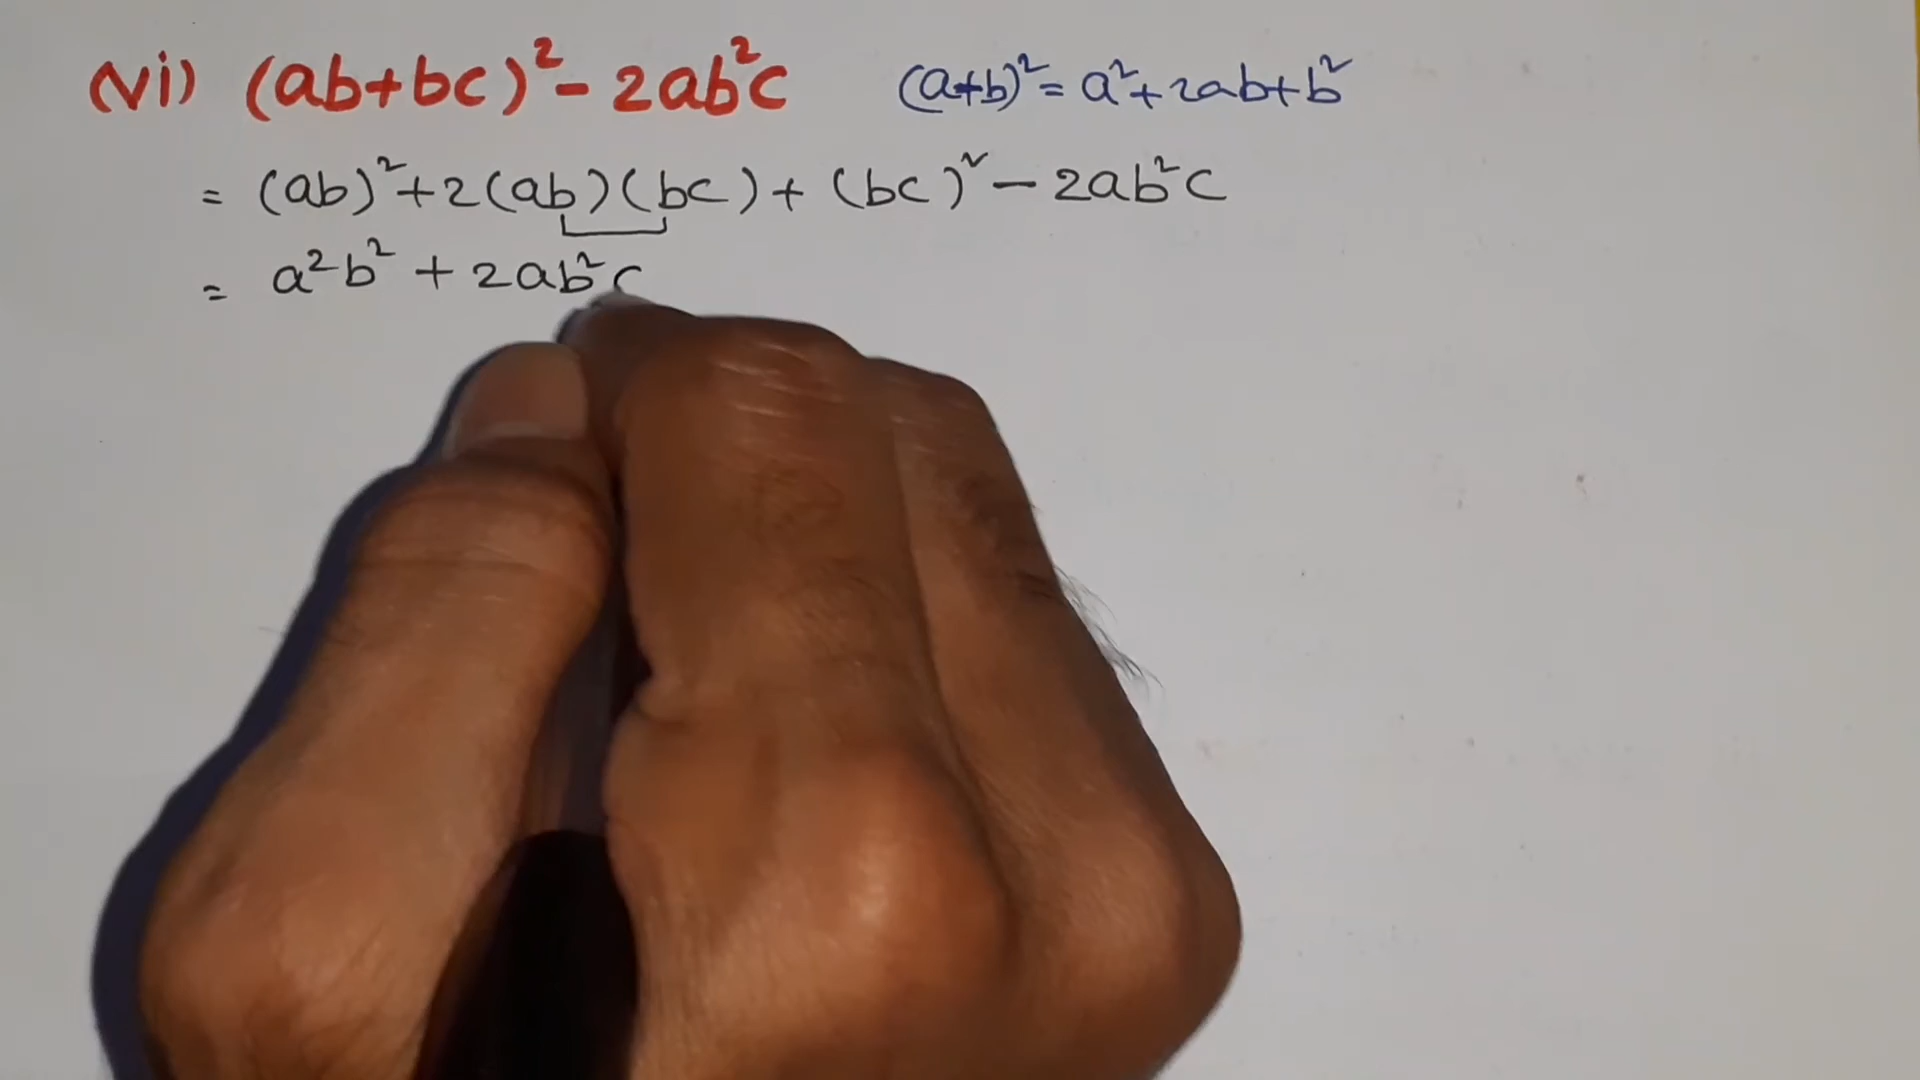 (vi) (ab+bc)² - 2ab²c
(a+b)² = a²+2ab+b²
= (ab)²+2(ab)(bc)+(bc)² - 2ab²c
= a²b² + 2ab²c